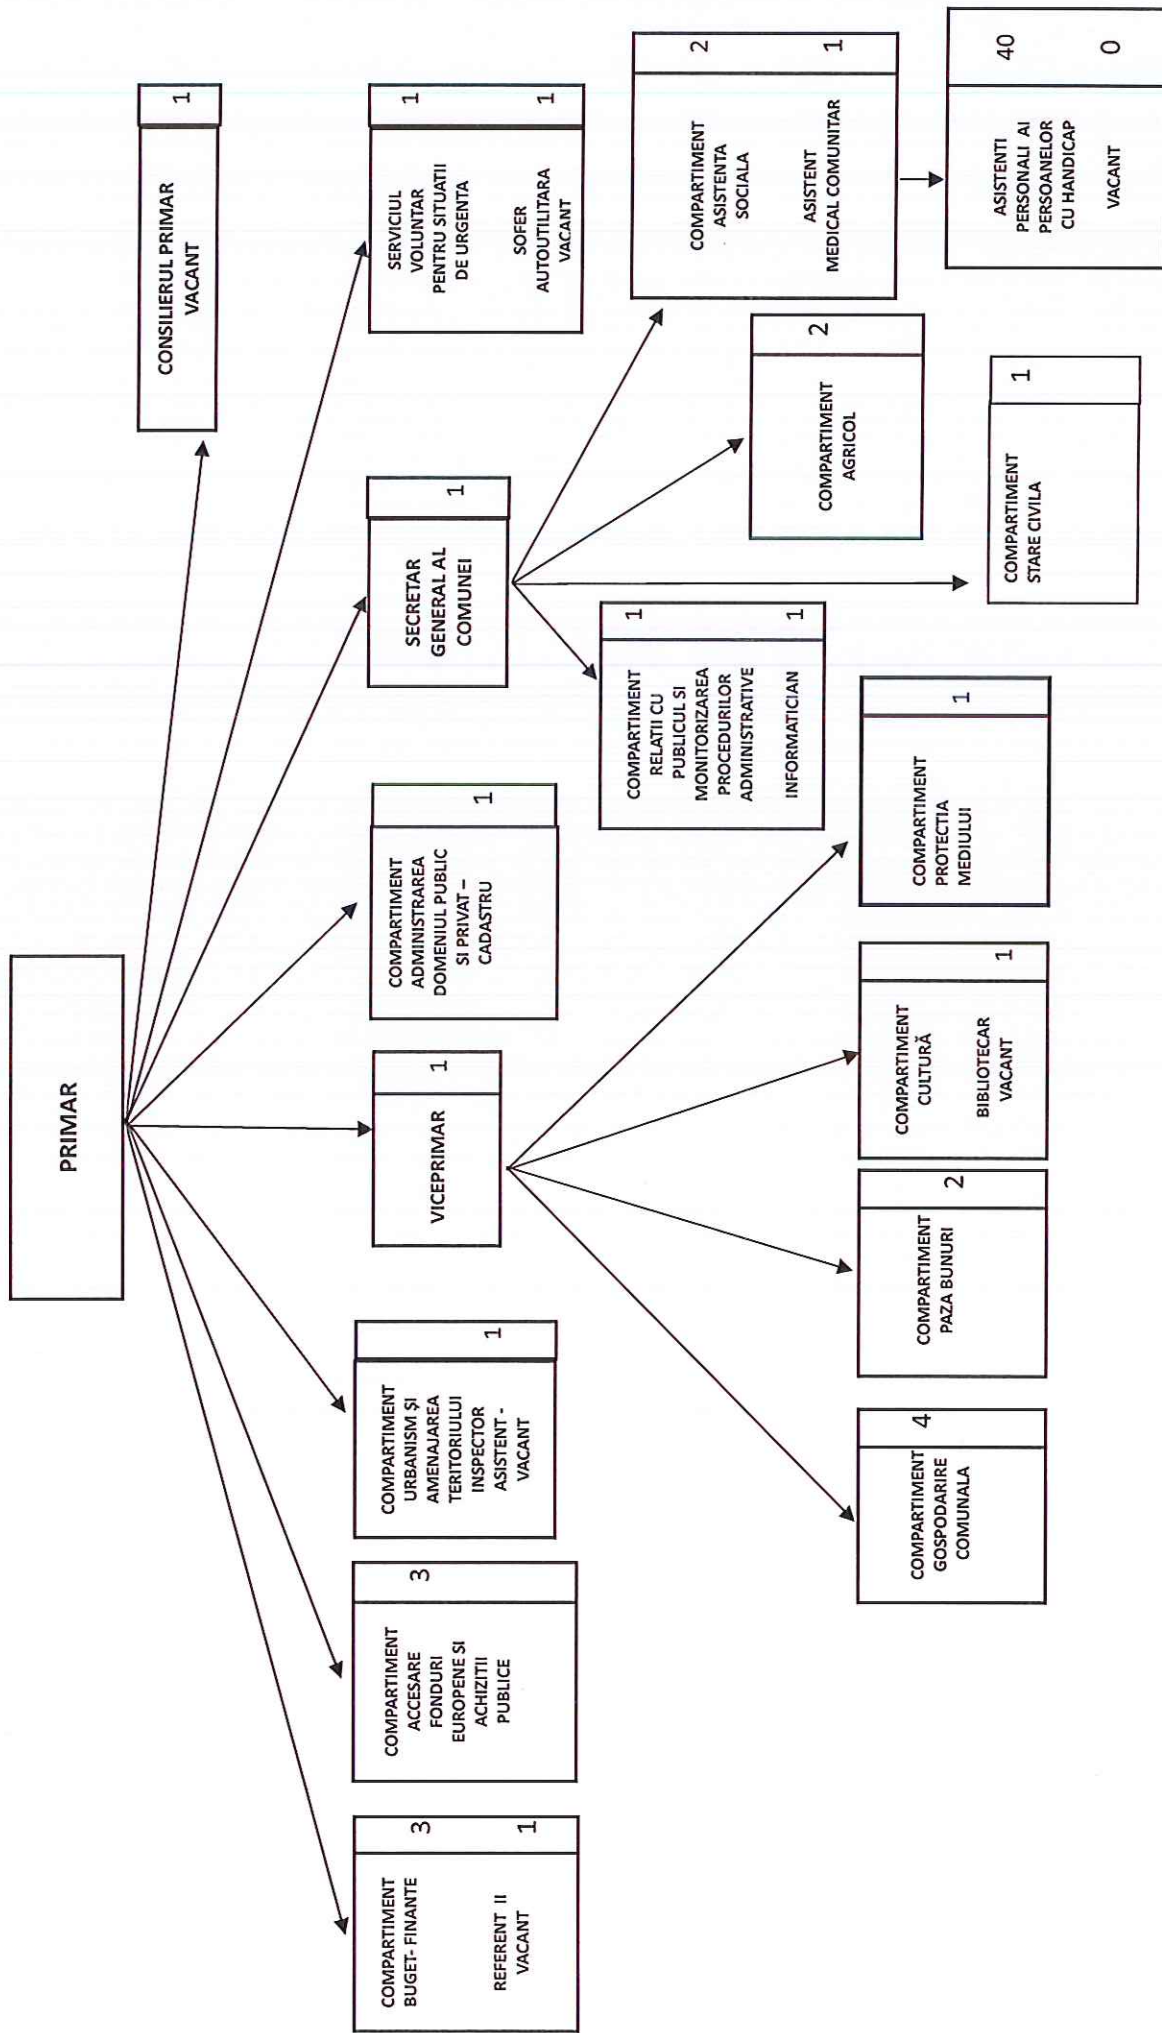 PRIMAR
CONSILIERUL PRIMAR
VACANT
1
COMPARTIMENT
BUGET- FINANTE
3
REFERENT II
VACANT
1
COMPARTIMENT
ACCESARE
FONDURI
EUROPENE SI
ACHIZITII
PUBLICE
3
COMPARTIMENT
URBANISM ȘI
AMENAJAREA
TERITORIULUI
INSPECTOR
ASISTENT -
VACANT
1
VICEPRIMAR
1
COMPARTIMENT
ADMINISTRAREA
DOMENIUL PUBLIC
SI PRIVAT –
CADASTRU
1
SECRETAR
GENERAL AL
COMUNEI
1
SERVICIUL
VOLUNTAR
PENTRU SITUATII
DE URGENTA
1
SOFER
AUTOUTILITARA
VACANT
1
COMPARTIMENT
RELATII CU
PUBLICUL SI
MONITORIZAREA
PROCEDURILOR
ADMINISTRATIVE
1
INFORMATICIAN
1
COMPARTIMENT
AGRICOL
2
COMPARTIMENT
ASISTENTA
SOCIALA
2
ASISTENT
MEDICAL COMUNITAR
1
COMPARTIMENT
GOSPODARIRE
COMUNALA
4
COMPARTIMENT
PAZA BUNURI
2
COMPARTIMENT
CULTURĂ
BIBLIOTECAR
VACANT
1
COMPARTIMENT
PROTECTIA
MEDIULUI
1
COMPARTIMENT
STARE CIVILA
1
ASISTENTI
PERSONALI AI
PERSOANELOR
CU HANDICAP
40
VACANT
0